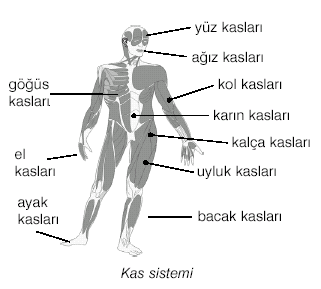 yüz kasları
ağız kasları
kol kasları
göğüs
kasları
karın kasları
kalça kasları
el
kasları
uyluk kasları
ayak
kasları
bacak kasları
Kas sistemi